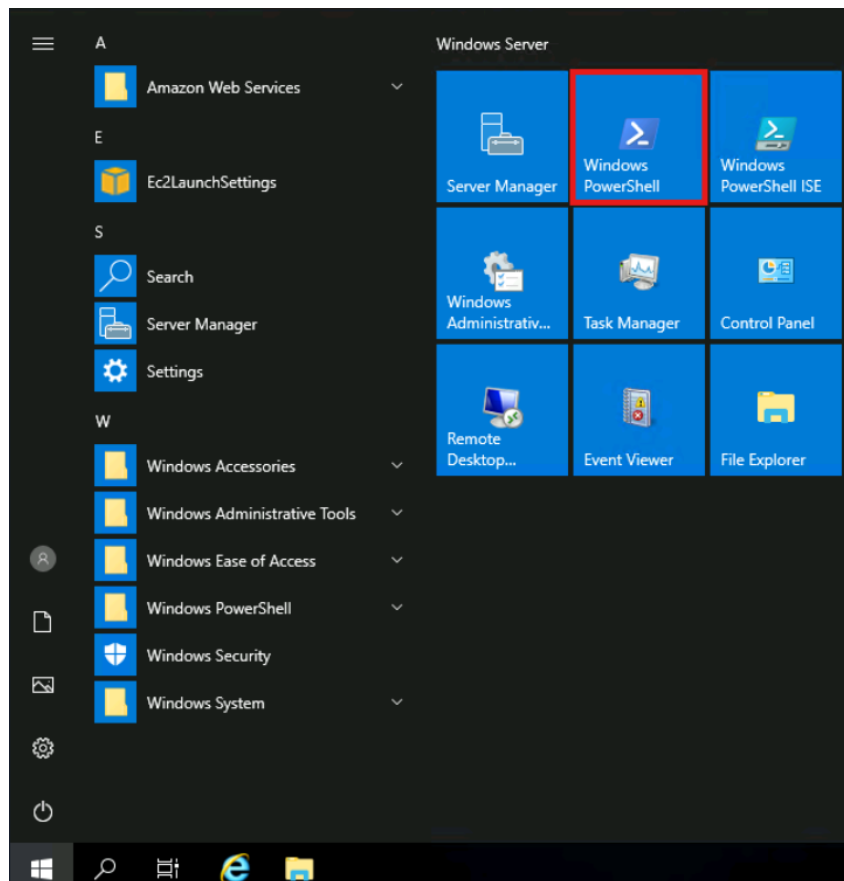 A
Amazon Web Services
E
Ec2LaunchSettings
S
Search
Server Manager
Settings
W
Windows Accessories
Windows Administrative Tools
Windows Ease of Access
Windows PowerShell
Windows Security
Windows System
Windows Server
Server Manager
Windows
PowerShell
Windows
PowerShell ISE
Windows
Administrativ...
Task Manager
Control Panel
Remote
Desktop...
Event Viewer
File Explorer